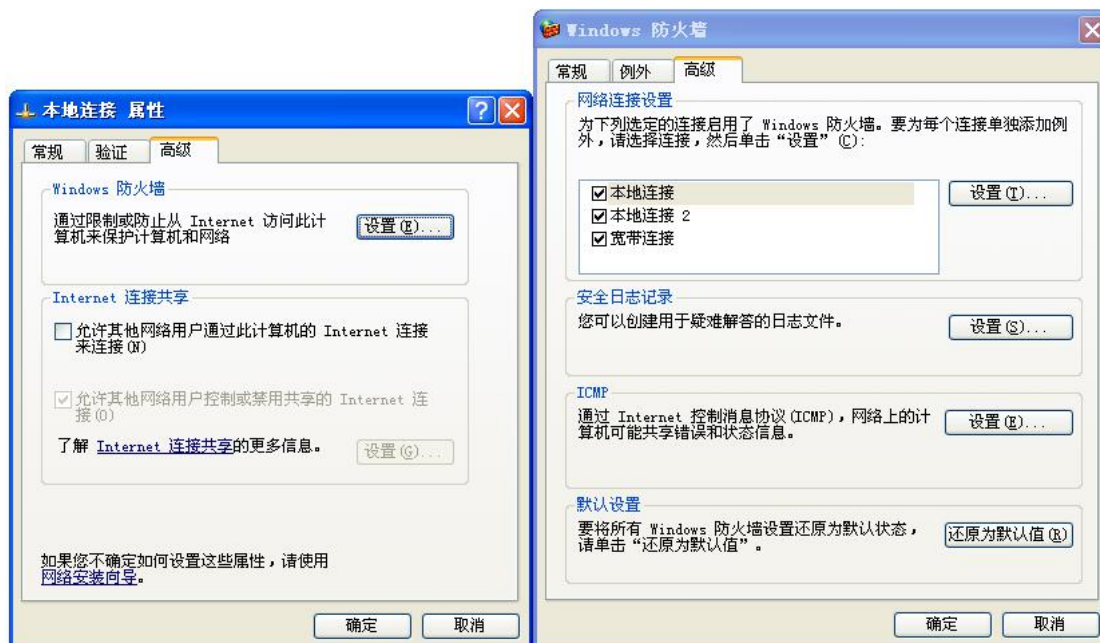 本地连接 属性
常规
验证
高级
Windows 防火墙
通过限制或防止从 Internet 访问此计
算机来保护计算机和网络
设置(E)...
Internet 连接共享
允许其他网络用户通过此计算机的 Internet 连接
来连接(N)
允许其他网络用户控制或禁用共享的 Internet 连
接(O)
了解 Internet 连接共享的更多信息。
设置(G)...
如果您不确定如何设置这些属性，请使用
网络安装向导。
确定
取消
Windows 防火墙
常规
例外
高级
网络连接设置
为下列选定的连接启用了 Windows 防火墙。要为每个连接单独添加例
外，请选择连接，然后单击“设置”(C):
本地连接
本地连接 2
宽带连接
设置(T)...
安全日志记录
您可以创建用于疑难解答的日志文件。
设置(S)...
ICMP
通过 Internet 控制消息协议(ICMP)，网络上的计
算机可能共享错误和状态信息。
设置(E)...
默认设置
要将所有 Windows 防火墙设置还原为默认状态，
请单击“还原为默认值”。
还原为默认值(R)
确定
取消